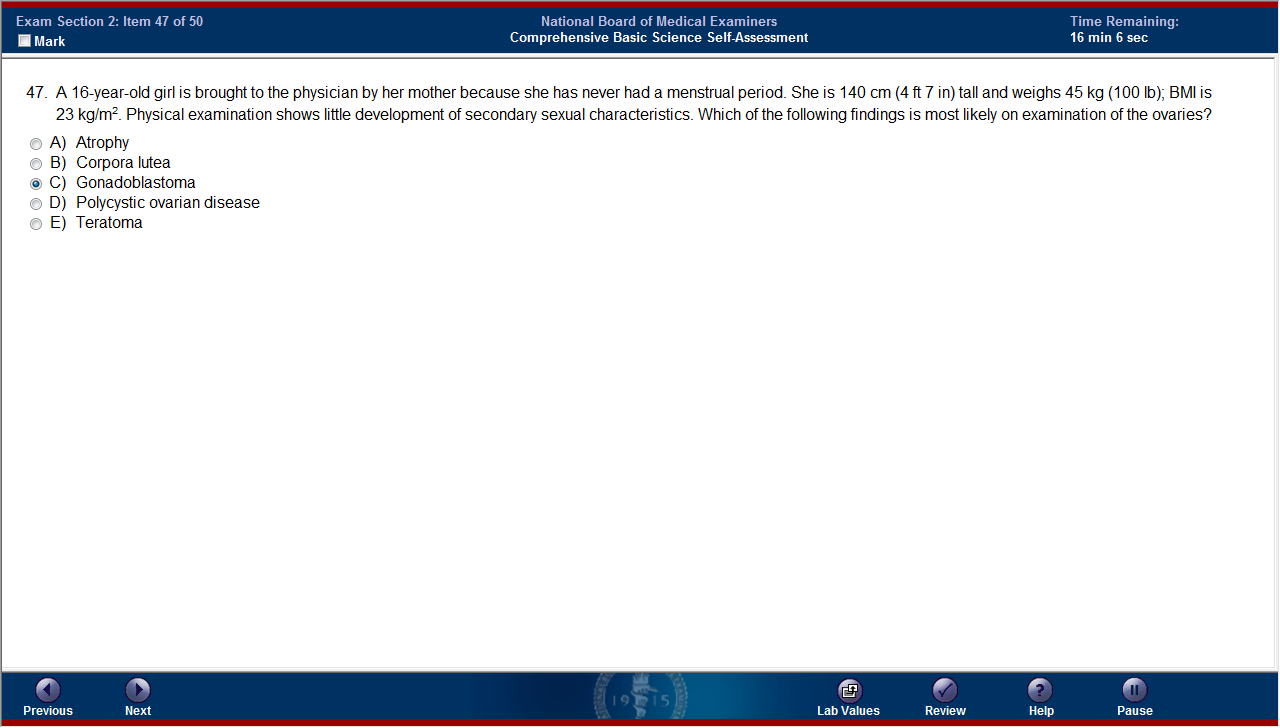 Exam Section 2: Item 47 of 50
National Board of Medical Examiners
Time Remaining:
Mark
Comprehensive Basic Science Self-Assessment
16 min 6 sec
47. A 16-year-old girl is brought to the physician by her mother because she has never had a menstrual period. She is 140 cm (4 ft 7 in) tall and weighs 45 kg (100 lb); BMI is
23 kg/m². Physical examination shows little development of secondary sexual characteristics. Which of the following findings is most likely on examination of the ovaries?
A) Atrophy
B) Corpora lutea
C) Gonadoblastoma
D) Polycystic ovarian disease
E) Teratoma
1915
Previous
Next
Lab Values
Review
Help
Pause